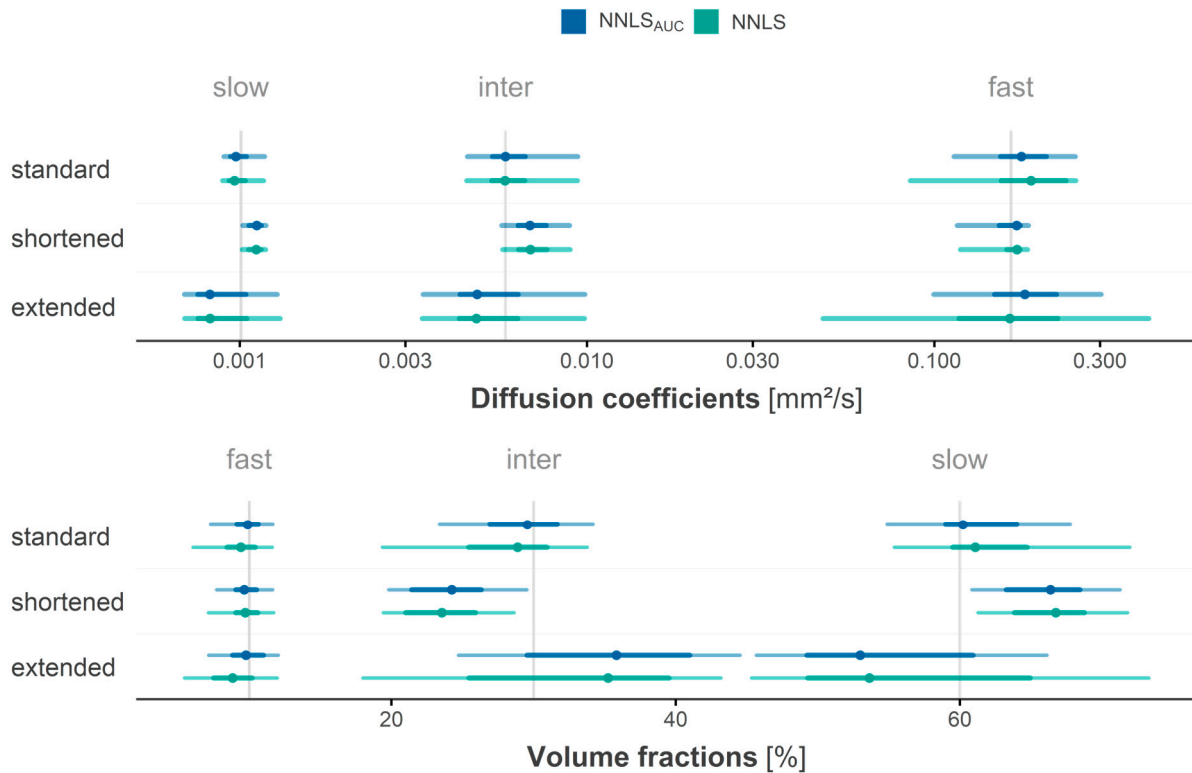 NNLSAUC NNLS
slow inter fast
standard
shortened
extended
0.001 0.003 0.010 0.030 0.100 0.300
Diffusion coefficients [mm²/s]
fast inter slow
standard
shortened
extended
20 40 60
Volume fractions [%]